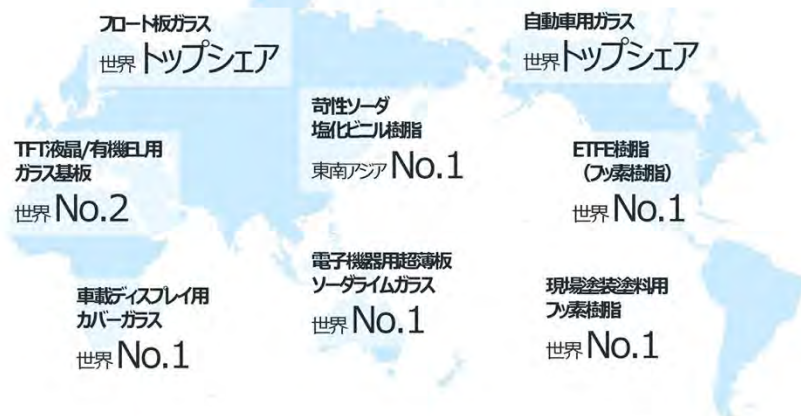 フロート板ガラス
世界トップシェア
自動車用ガラス
世界トップシェア
苛性ソーダ
塩化ビニル樹脂
東南アジア No.1
TFT液晶/有機EL用
ガラス基板
世界 No.2
ETFE樹脂
（フッ素樹脂）
世界 No.1
電子機器用超薄板
ソーダライムガラス
世界 No.1
車載ディスプレイ用
カバーガラス
世界 No.1
現場塗装塗料用
フッ素樹脂
世界 No.1